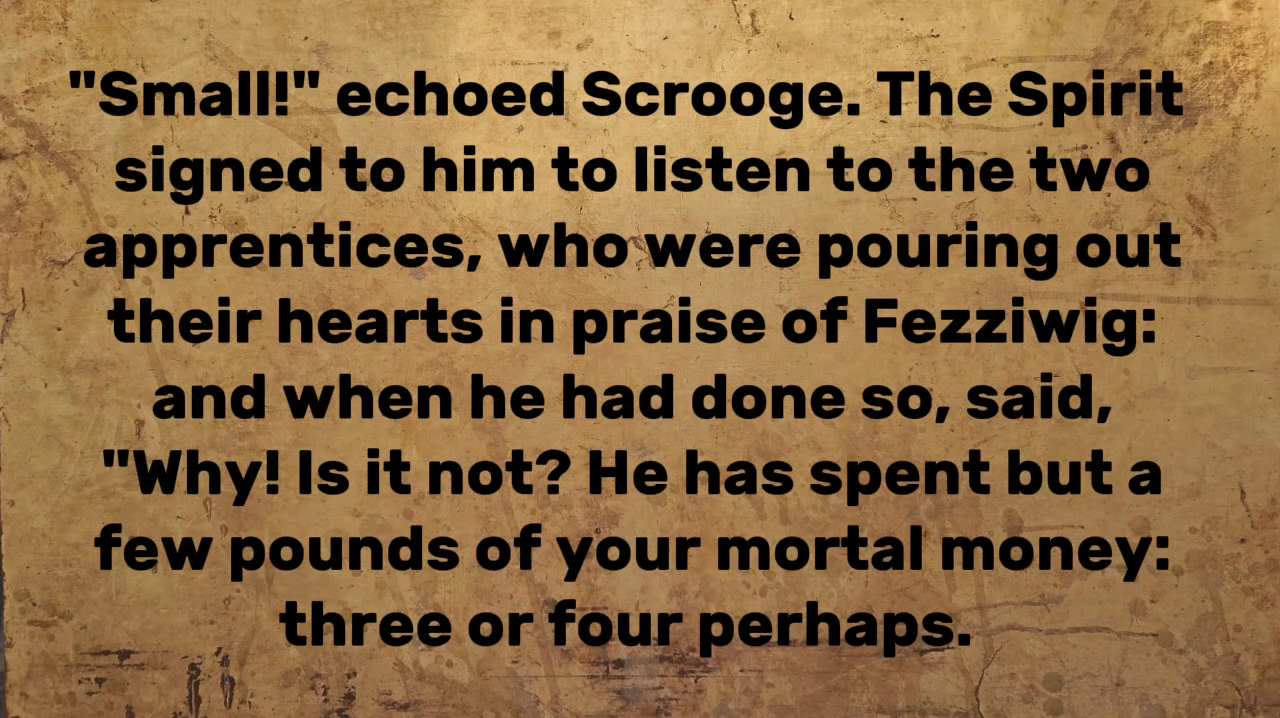 "Small!" echoed Scrooge. The Spirit
signed to him to listen to the two
apprentices, who were pouring out
their hearts in praise of Fezziwig:
and when he had done so, said,
"Why! Is it not? He has spent but a
few pounds of your mortal money:
three or four perhaps.